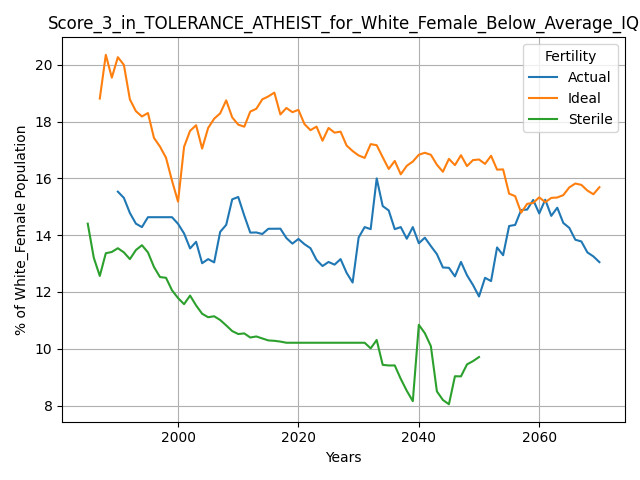 Score_3_in_TOLERANCE_ATHEIST_for_White_Female_Below_Average_IQ
Fertility
Actual
Ideal
Sterile
% of White_Female Population
20
18
16
14
12
10
8
2000
2020
2040
2060
Years